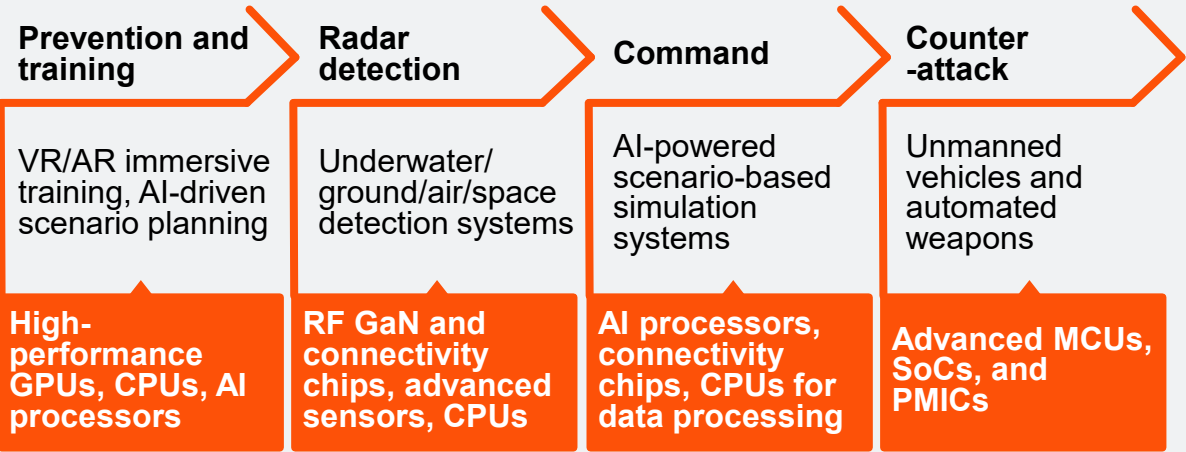 Prevention and
training
VR/AR immersive
training, AI-driven
scenario planning
High-
performance
GPUs, CPUs, AI
processors
Radar
detection
Underwater/
ground/air/space
detection systems
RF GaN and
connectivity
chips, advanced
sensors, CPUs
Command
AI-powered
scenario-based
simulation
systems
AI processors,
connectivity
chips, CPUs for
data processing
Counter
-attack
Unmanned
vehicles and
automated
weapons
Advanced MCUs,
SoCs, and
PMICs